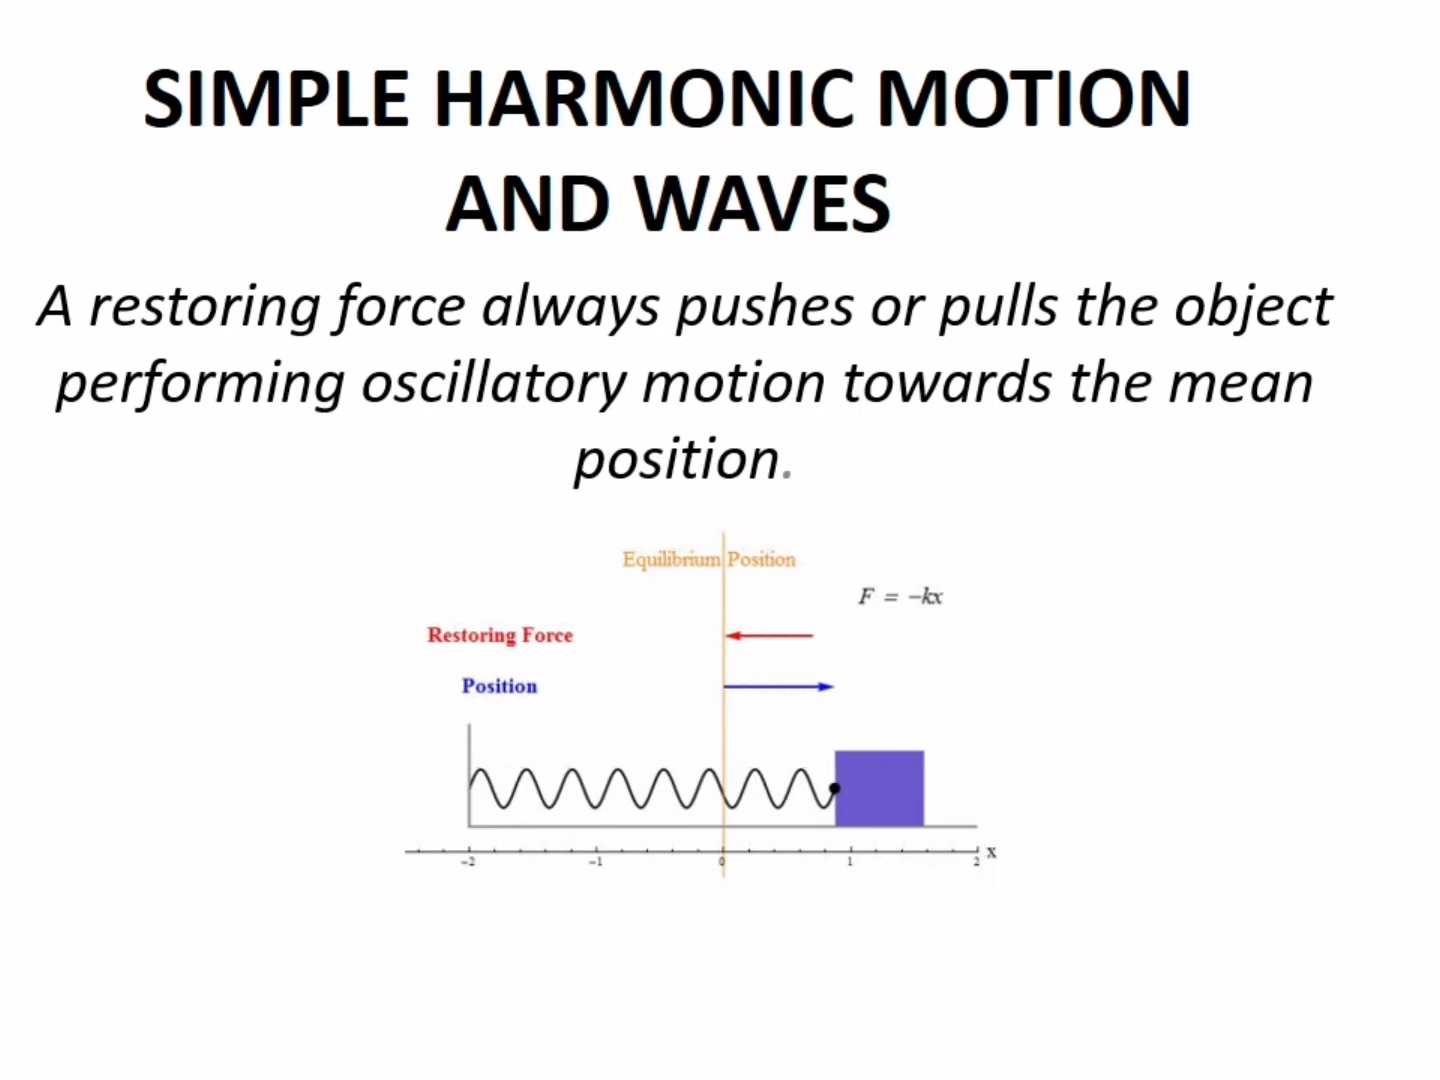 SIMPLE HARMONIC MOTION
AND WAVES
A restoring force always pushes or pulls the object
performing oscillatory motion towards the mean
position.
Equilibrium Position
F = −kx
Restoring Force
Position
−2 −1 0 1 2 x